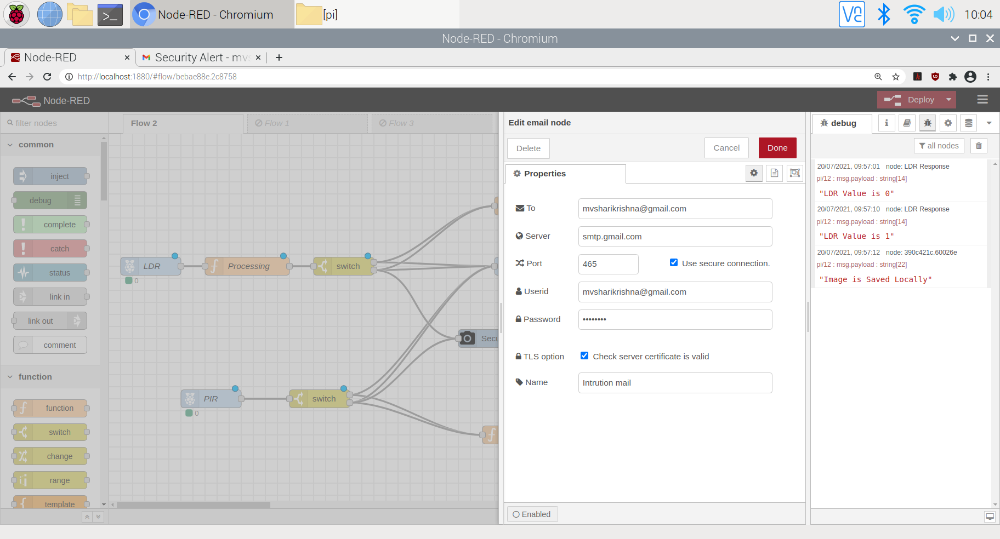 Node-RED - Chromium
[pi]
10:04
Node-RED - Chromium
Node-RED
Security Alert - mvs
http://localhost:1880/#flow/bebae88e.2c8758
Node-RED
Deploy
filter nodes
Flow 2
Flow 1
Flow 3
common
inject
debug
complete
catch
status
link in
link out
comment
function
function
switch
change
range
template
LDR
0
Processing
switch
PIR
0
switch
Secu
Edit email node
Delete
Cancel
Done
Properties
To
mvsharikrishna@gmail.com
Server
smtp.gmail.com
Port
465
Use secure connection.
Userid
mvsharikrishna@gmail.com
Password
••••••••
TLS option
Check server certificate is valid
Name
Intrution mail
Enabled
debug
all nodes
20/07/2021, 09:57:01 node: LDR Response
pi/12 : msg.payload : string[14]
"LDR Value is 0"
20/07/2021, 09:57:10 node: LDR Response
pi/12 : msg.payload : string[14]
"LDR Value is 1"
20/07/2021, 09:57:12 node: 390c421c.60026e
pi/12 : msg.payload : string[22]
"Image is Saved Locally"